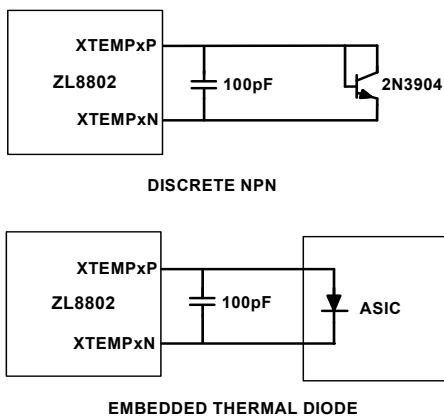 XTEMPxP
ZL8802
100pF
2N3904
XTEMPxN
DISCRETE NPN
XTEMPxP
ZL8802
100pF
ASIC
XTEMPxN
EMBEDDED THERMAL DIODE